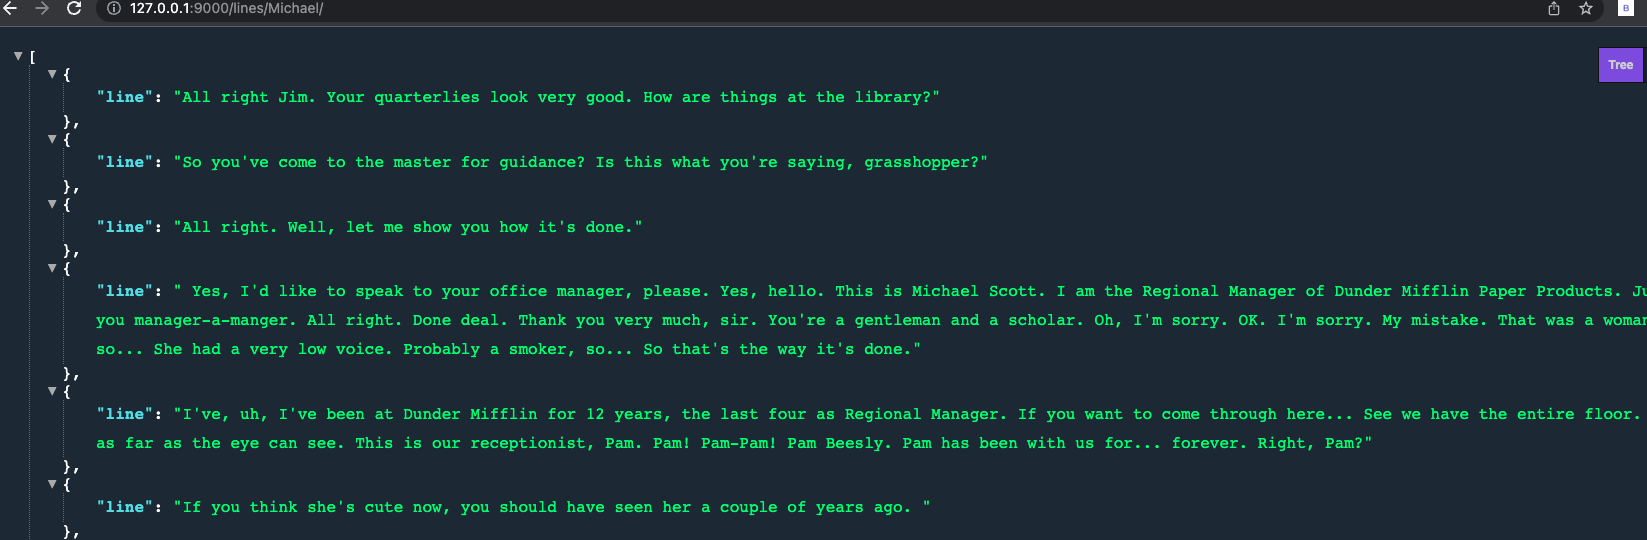 127.0.0.1:9000/lines/Michael/
B
[
Tree
{
"line": "All right Jim. Your quarterlies look very good. How are things at the library?"
},
{
"line": "So you've come to the master for guidance? Is this what you're saying, grasshopper?"
},
{
"line": "All right. Well, let me show you how it's done."
},
{
"line": " Yes, I'd like to speak to your office manager, please. Yes, hello. This is Michael Scott. I am the Regional Manager of Dunder Mifflin Paper Products.
you manager-a-manger. All right. Done deal. Thank you very much, sir. You're a gentleman and a scholar. Oh, I'm sorry. OK. I'm sorry. My mistake. That was a woman
so... She had a very low voice. Probably a smoker, so... So that's the way it's done."
},
{
"line": "I've, uh, I've been at Dunder Mifflin for 12 years, the last four as Regional Manager. If you want to come through here... See we have the entire floor.
as far as the eye can see. This is our receptionist, Pam. Pam! Pam-Pam! Pam Beesly. Pam has been with us for... forever. Right, Pam?"
},
{
"line": "If you think she's cute now, you should have seen her a couple of years ago. "
},